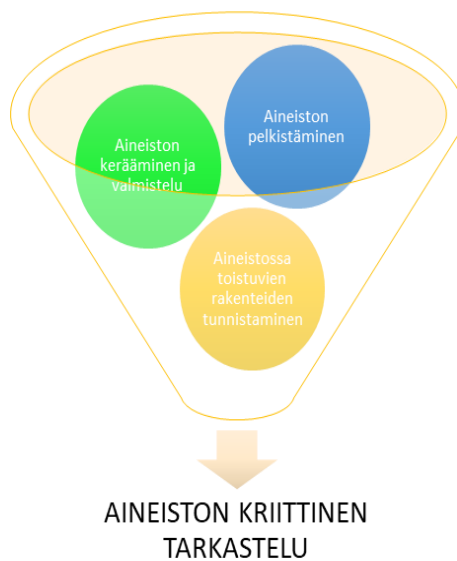 Aineiston
kerääminen ja
valmistelu
Aineiston
pelkistäminen
Aineistossa
toistuvien
rakenteiden
tunnistaminen
AINEISTON KRIITTINEN
TARKASTELU